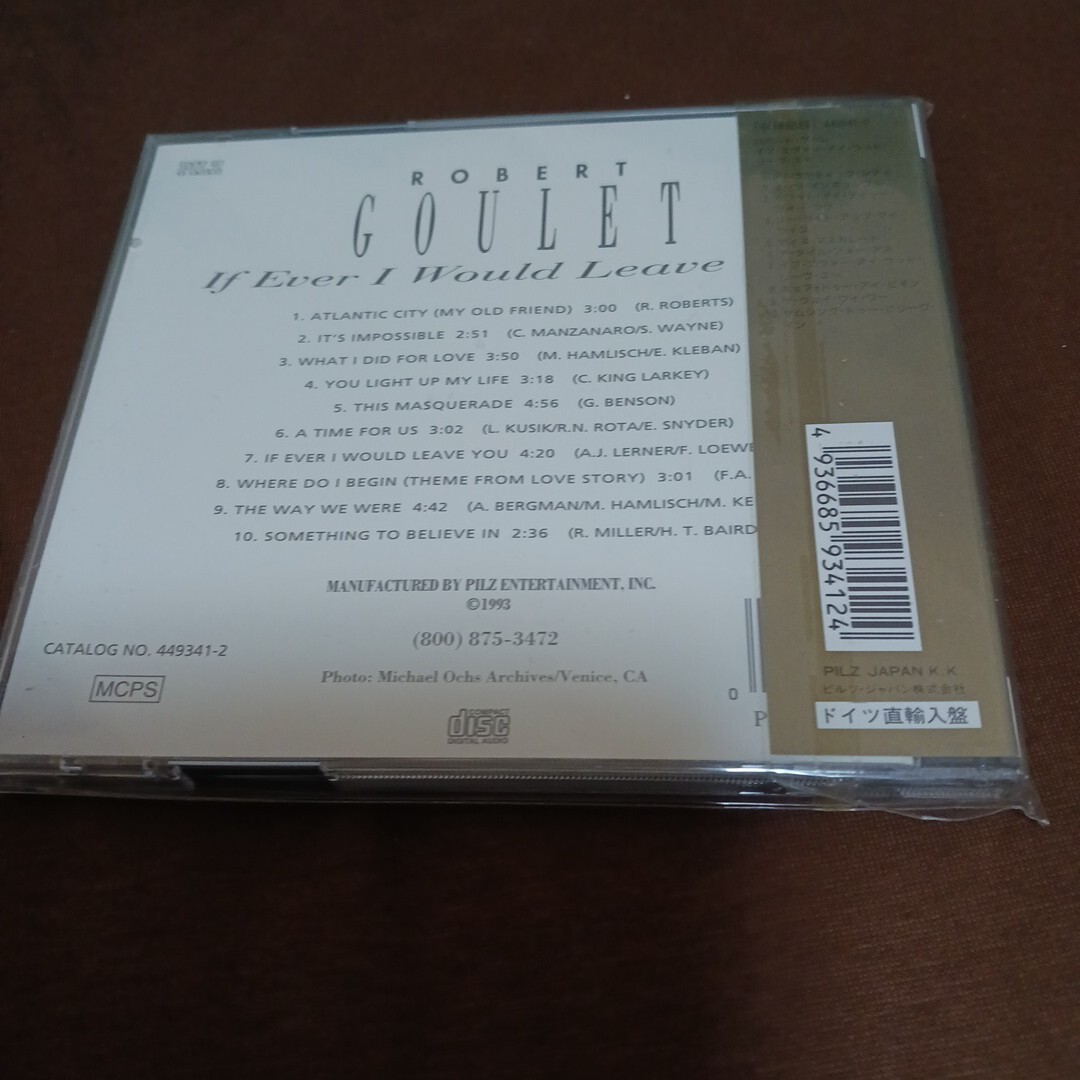 ROBERT
GOULET
If Ever I Would Leave
1. ATLANTIC CITY (MY OLD FRIEND) 3:00 (R. ROBERTS)
2. IT'S IMPOSSIBLE 2:51 (C. MANZANARO/S. WAYNE)
3. WHAT I DID FOR LOVE 3:50 (M. HAMLISCH/E. KLEBAN)
4. YOU LIGHT UP MY LIFE 3:18 (C. KING LARKEY)
5. THIS MASQUERADE 4:56 (G. BENSON)
6. A TIME FOR US 3:02 (L. KUSIK/R.N. ROTA/E. SNYDER)
7. IF EVER I WOULD LEAVE YOU 4:20 (A.J. LERNER/F. LOEWE
8. WHERE DO I BEGIN (THEME FROM LOVE STORY) 3:01 (F.A.
9. THE WAY WE WERE 4:42 (A. BERGMAN/M. HAMLISCH/M. KE
10. SOMETHING TO BELIEVE IN 2:36 (R. MILLER/H. T. BAIRD
MANUFACTURED BY PILZ ENTERTAINMENT, INC.
©1993
(800) 875-3472
CATALOG NO. 449341-2
MCPS
Photo: Michael Ochs Archives/Venice, CA
COMPACT
disc
DIGITAL AUDIO
0
P
4 936685 934124
PILZ JAPAN K.K.
ピルツ・ジャパン株式会社
ドイツ直輸入盤